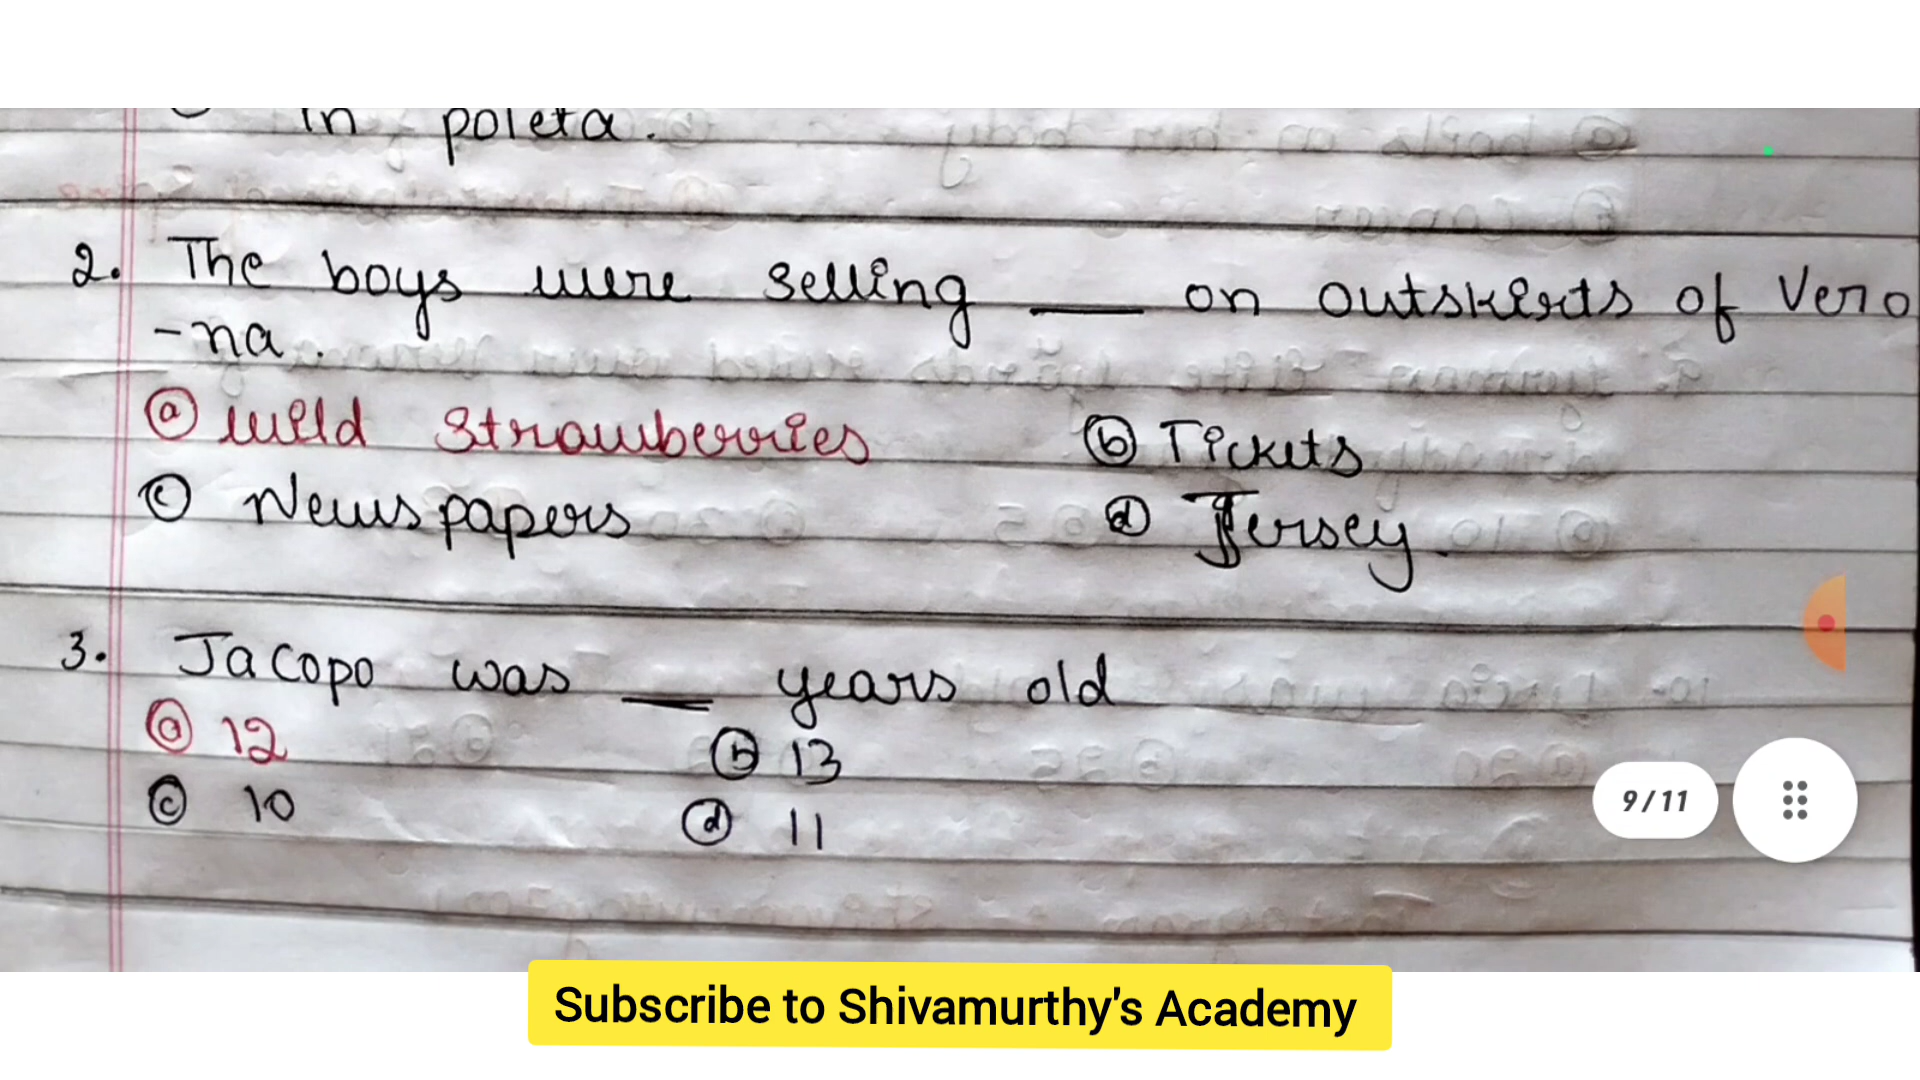 in poleta.
2. The boys were selling ___ on outskirts of Vero
-na.
ⓐ wild strawberries ⓑ Tickets
ⓒ Newspapers ⓓ Jersey.
3. Jacopo was ___ years old
ⓐ 12 ⓑ 13
ⓒ 10 ⓓ 11
9/11
Subscribe to Shivamurthy's Academy